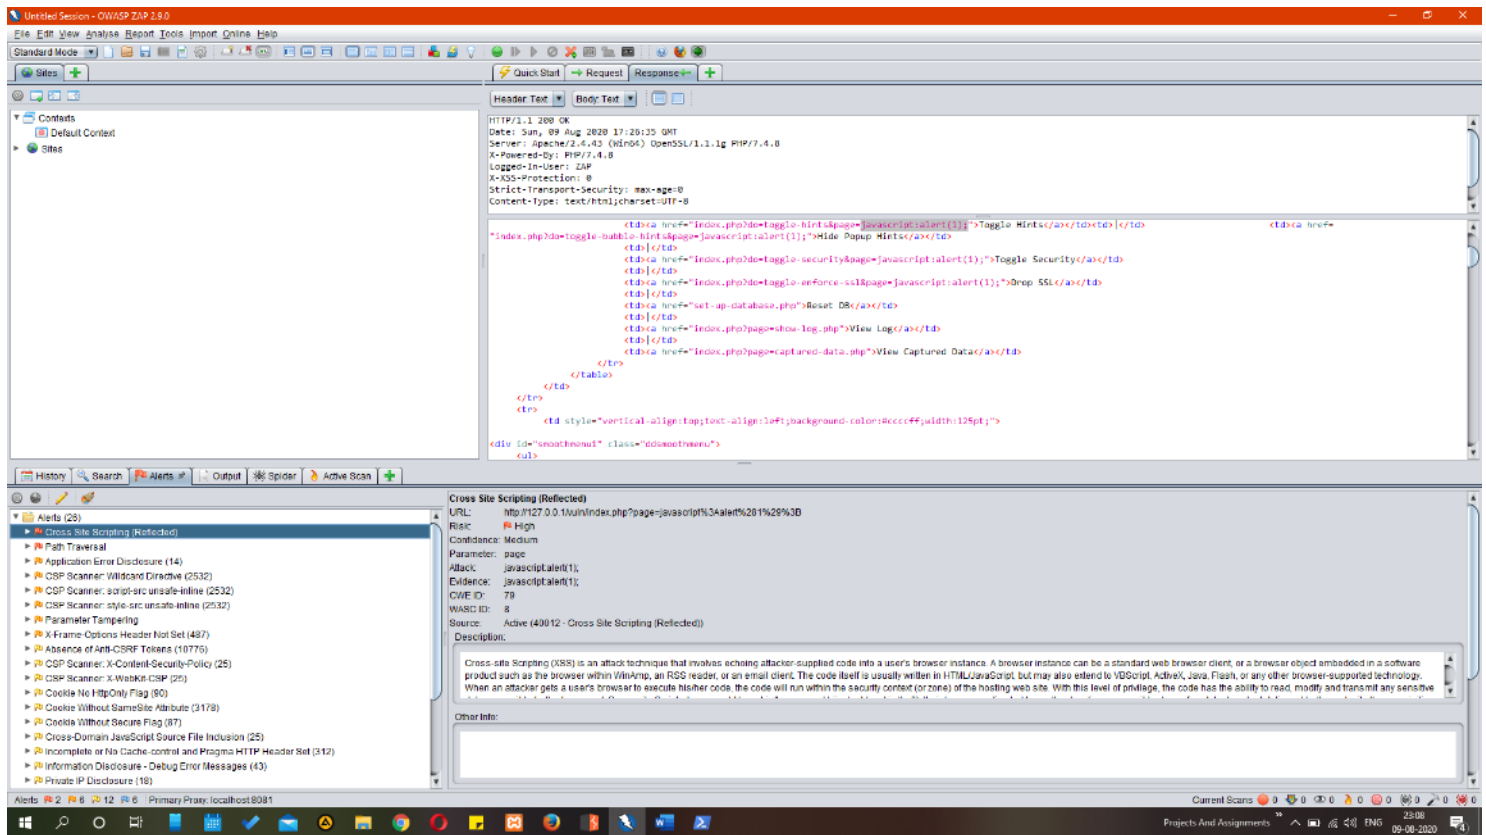 Untitled Session - OWASP ZAP 2.9.0
File Edit View Analyse Report Tools Import Online Help
Standard Mode
Sites
Quick Start Request Response
Header: Text Body: Text
Contexts
Default Context
Sites
HTTP/1.1 200 OK
Date: Sun, 09 Aug 2020 17:26:35 GMT
Server: Apache/2.4.43 (Win64) OpenSSL/1.1.1g PHP/7.4.8
X-Powered-By: PHP/7.4.8
Logged-In-User: ZAP
X-XSS-Protection: 0
Strict-Transport-Security: max-age=0
Content-Type: text/html;charset=UTF-8
<td><a href="index.php?do=toggle-hints&page=javascript:alert(1);">Toggle Hints</a></td><td>|</td> <td><a href=
"index.php?do=toggle-bubble-hints&page=javascript:alert(1);">Hide Popup Hints</a></td>
<td>|</td>
<td><a href="index.php?do=toggle-security&page=javascript:alert(1);">Toggle Security</a></td>
<td>|</td>
<td><a href="index.php?do=toggle-enforce-ssl&page=javascript:alert(1);">Drop SSL</a></td>
<td>|</td>
<td><a href="set-up-database.php">Reset DB</a></td>
<td>|</td>
<td><a href="index.php?page=show-log.php">View Log</a></td>
<td>|</td>
<td><a href="index.php?page=captured-data.php">View Captured Data</a></td>
</tr>
</table>
</td>
</tr>
<tr>
<td style="vertical-align:top;text-align:left;background-color:#ccccff;width:125pt;">
<div id="smoothmenu1" class="ddsmoothmenu">
<ul>
History Search Alerts Output Spider Active Scan
Alerts (26)
Cross Site Scripting (Reflected)
Path Traversal
Application Error Disclosure (14)
CSP Scanner: Wildcard Directive (2532)
CSP Scanner: script-src unsafe-inline (2532)
CSP Scanner: style-src unsafe-inline (2532)
Parameter Tampering
X-Frame-Options Header Not Set (487)
Absence of Anti-CSRF Tokens (10776)
CSP Scanner: X-Content-Security-Policy (25)
CSP Scanner: X-WebKit-CSP (25)
Cookie No HttpOnly Flag (90)
Cookie Without SameSite Attribute (3178)
Cookie Without Secure Flag (87)
Cross-Domain JavaScript Source File Inclusion (25)
Incomplete or No Cache-control and Pragma HTTP Header Set (312)
Information Disclosure - Debug Error Messages (43)
Private IP Disclosure (18)
Cross Site Scripting (Reflected)
URL: http://127.0.0.1/vuln/index.php?page=javascript%3Aalert%281%29%3B
Risk: High
Confidence: Medium
Parameter: page
Attack: javascript:alert(1);
Evidence: javascript:alert(1);
CWE ID: 79
WASC ID: 8
Source: Active (40012 - Cross Site Scripting (Reflected))
Description:
Cross-site Scripting (XSS) is an attack technique that involves echoing attacker-supplied code into a user's browser instance. A browser instance can be a standard web browser client, or a browser object embedded in a software
product such as the browser within WinAmp, an RSS reader, or an email client. The code itself is usually written in HTML/JavaScript, but may also extend to VBScript, ActiveX, Java, Flash, or any other browser-supported technology.
When an attacker gets a user's browser to execute his/her code, the code will run within the security context (or zone) of the hosting web site. With this level of privilege, the code has the ability to read, modify and transmit any sensitive
Other Info:
Alerts 2 6 12 6 Primary Proxy: localhost:8081
Current Scans 0 0 0 0 0 0 0 0
Projects And Assignments
ENG
23:08
09-08-2020